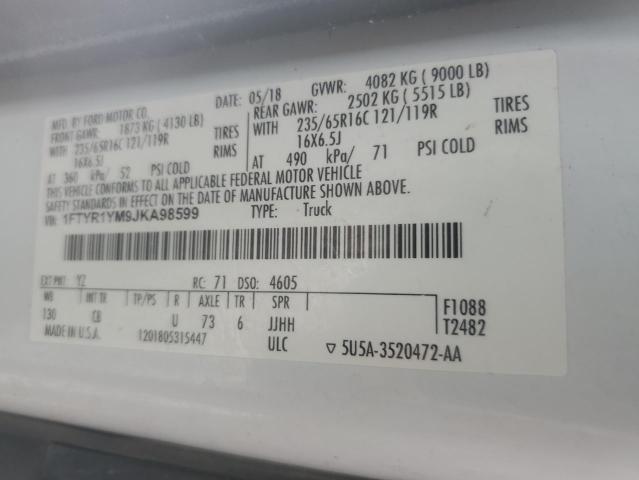 MFD. BY FORD MOTOR CO.
DATE: 05/18 GVWR: 4082 KG ( 9000 LB)
FRONT GAWR: 1873 KG ( 4130 LB)
REAR GAWR: 2502 KG ( 5515 LB)
WITH 235/65R16C 121/119R TIRES
WITH 235/65R16C 121/119R TIRES
16X6.5J RIMS
16X6.5J RIMS
AT 360 kPa/ 52 PSI COLD
AT 490 kPa/ 71 PSI COLD
THIS VEHICLE CONFORMS TO ALL APPLICABLE FEDERAL MOTOR VEHICLE
SAFETY STANDARDS IN EFFECT ON THE DATE OF MANUFACTURE SHOWN ABOVE.
VIN: 1FTYR1YM9JKA98599 TYPE: Truck
EXT PNT: YZ RC: 71 DSO: 4605
WB INT TR TP/PS R AXLE TR SPR
130 CB U 73 6 JJHH
F1088
T2482
MADE IN U.S.A. 1201805315447 ULC
▽ 5U5A-3520472-AA